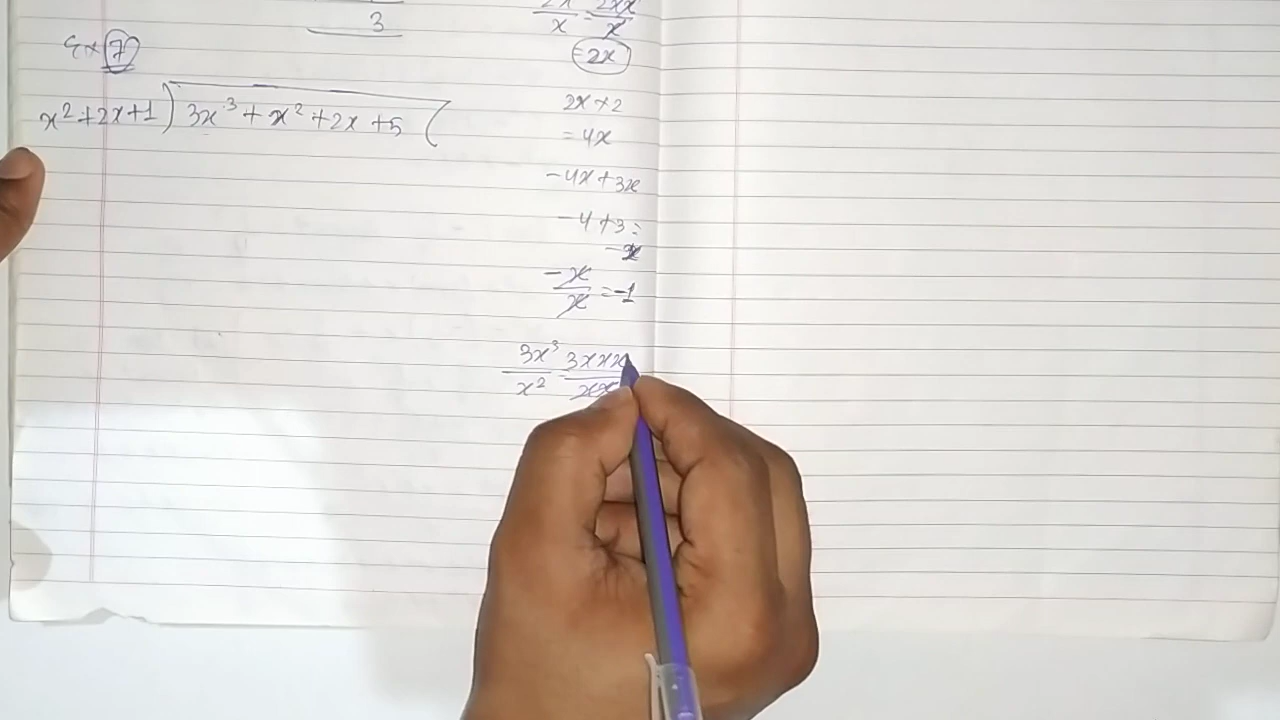 3
2x/x = 2xx/x
= 2x
Ex 7
x² + 2x + 1 ) 3x³ + x² + 2x + 5 (
2x × 2
= 4x
-4x + 3x
-4 + 3 =
-x/x = -1
3x³/x² = 3xxx/xx